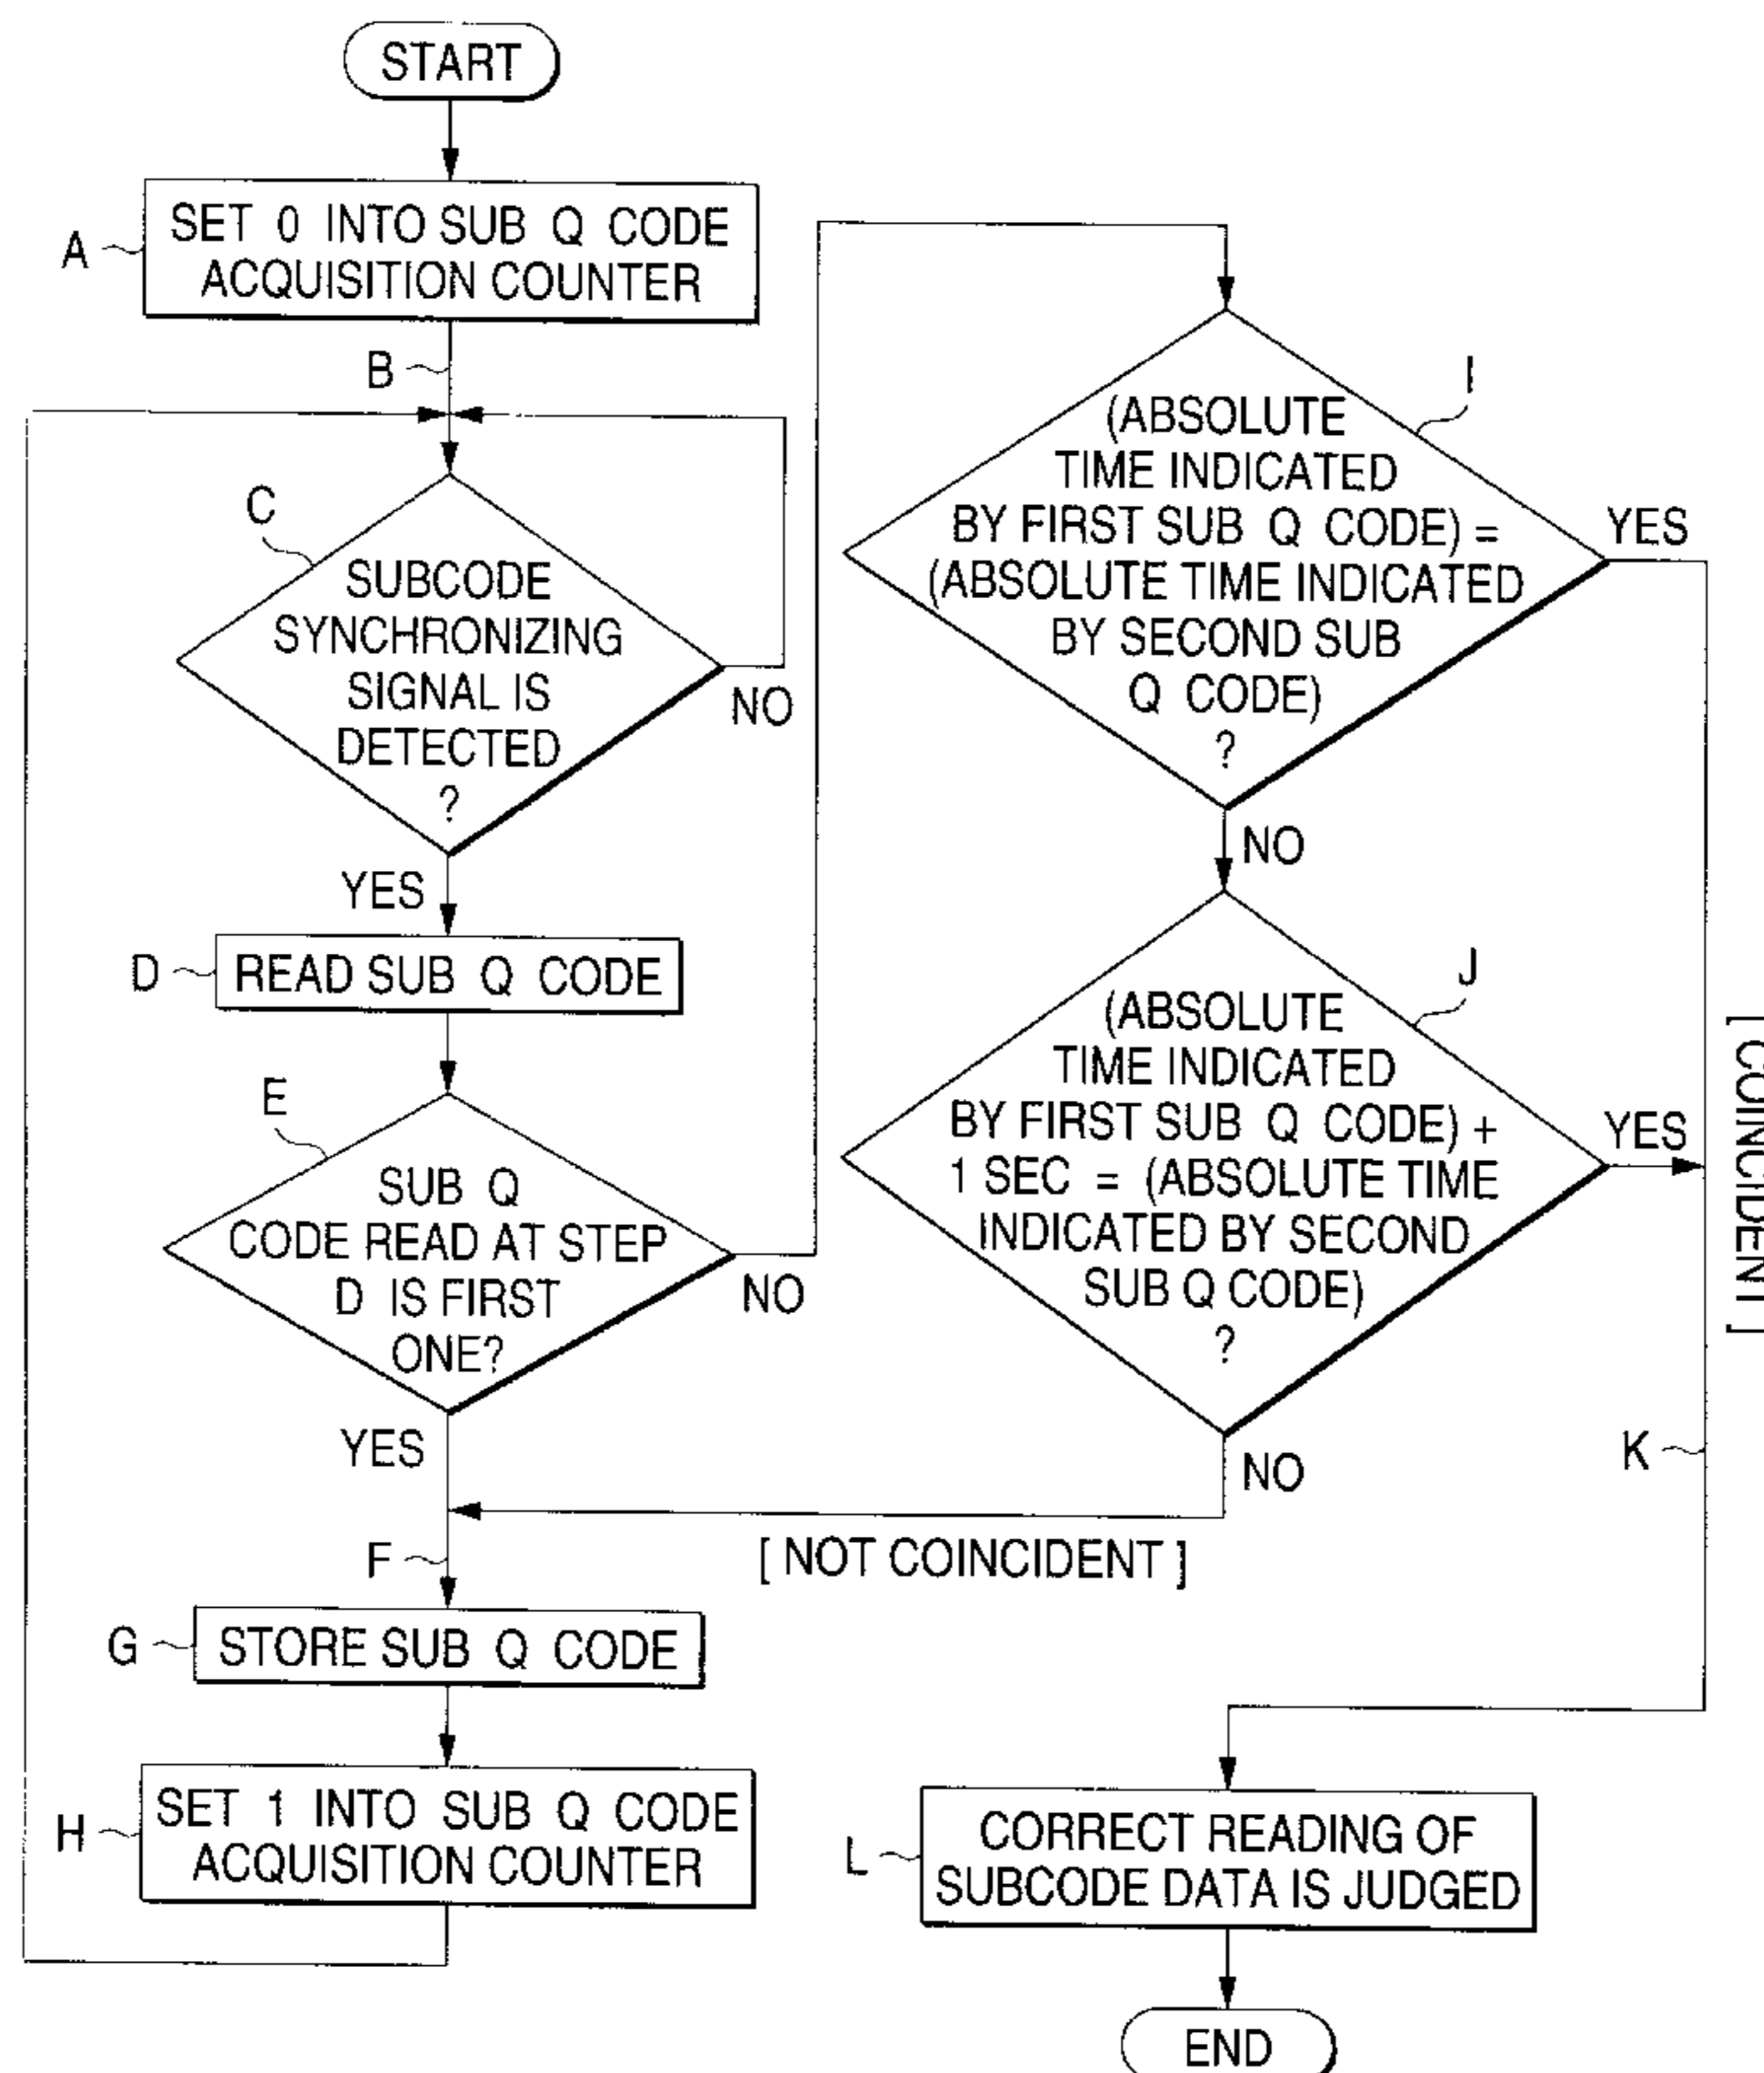 START
A
SET 0 INTO SUB Q CODE
ACQUISITION COUNTER
B
C
SUBCODE
SYNCHRONIZING
SIGNAL IS
DETECTED
?
NO
YES
D
READ SUB Q CODE
E
SUB Q
CODE READ AT STEP
D IS FIRST
ONE?
NO
YES
F
G
STORE SUB Q CODE
H
SET 1 INTO SUB Q CODE
ACQUISITION COUNTER
I
(ABSOLUTE
TIME INDICATED
BY FIRST SUB Q CODE) =
(ABSOLUTE TIME INDICATED
BY SECOND SUB
Q CODE)
?
YES
NO
J
(ABSOLUTE
TIME INDICATED
BY FIRST SUB Q CODE) +
1 SEC = (ABSOLUTE TIME
INDICATED BY SECOND
SUB Q CODE)
?
YES
NO
[ NOT COINCIDENT ]
[ COINCIDENT ]
K
L
CORRECT READING OF
SUBCODE DATA IS JUDGED
END